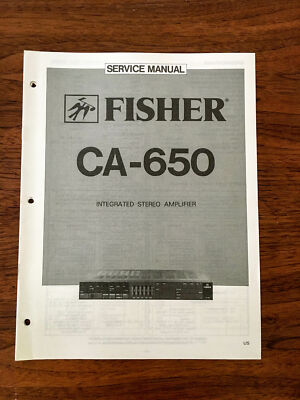 SERVICE MANUAL
FISHER®
CA-650
INTEGRATED STEREO AMPLIFIER
US